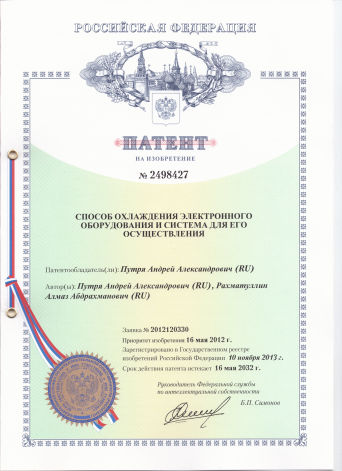 РОССИЙСКАЯ ФЕДЕРАЦИЯ
ПАТЕНТ
НА ИЗОБРЕТЕНИЕ
№ 2498427
СПОСОБ ОХЛАЖДЕНИЯ ЭЛЕКТРОННОГО
ОБОРУДОВАНИЯ И СИСТЕМА ДЛЯ ЕГО
ОСУЩЕСТВЛЕНИЯ
Патентообладатель(ли): Путря Андрей Александрович (RU)
Автор(ы): Путря Андрей Александрович (RU), Рахматуллин
Алмаз Абдрахманович (RU)
Заявка № 2012120330
Приоритет изобретения 16 мая 2012 г.
Зарегистрировано в Государственном реестре
изобретений Российской Федерации 10 ноября 2013 г.
Срок действия патента истекает 16 мая 2032 г.
Руководитель Федеральной службы
по интеллектуальной собственности
Б.П. Симонов